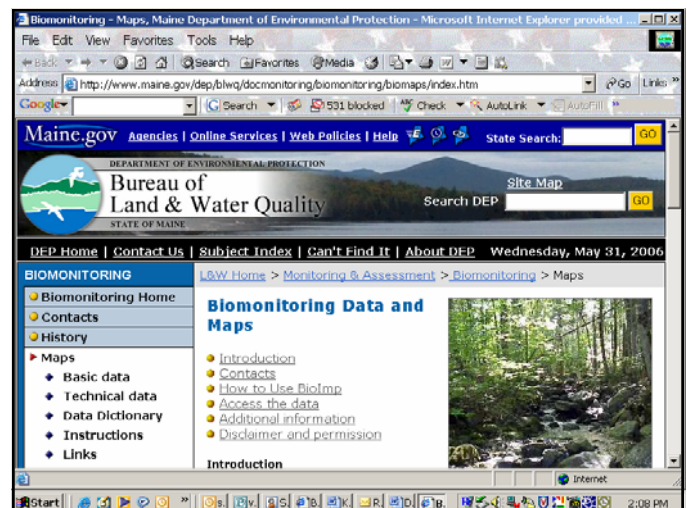 Biomonitoring - Maps, Maine Department of Environmental Protection - Microsoft Internet Explorer provided ...
File Edit View Favorites Tools Help
Back Search Favorites Media
Address http://www.maine.gov/dep/blwq/docmonitoring/biomonitoring/biomaps/index.htm Go Links »
Google Search 531 blocked Check AutoLink AutoFill »
Maine.gov Agencies | Online Services | Web Policies | Help State Search: GO
DEPARTMENT OF ENVIRONMENTAL PROTECTION
Bureau of
Land & Water Quality
STATE OF MAINE
Site Map
Search DEP GO
DEP Home | Contact Us | Subject Index | Can't Find It | About DEP Wednesday, May 31, 2006
BIOMONITORING
Biomonitoring Home
Contacts
History
Maps
Basic data
Technical data
Data Dictionary
Instructions
Links
L&W Home > Monitoring & Assessment > Biomonitoring > Maps
Biomonitoring Data and
Maps
Introduction
Contacts
How to Use BioImp
Access the data
Additional information
Disclaimer and permission
Introduction
Internet
Start » 2:08 PM